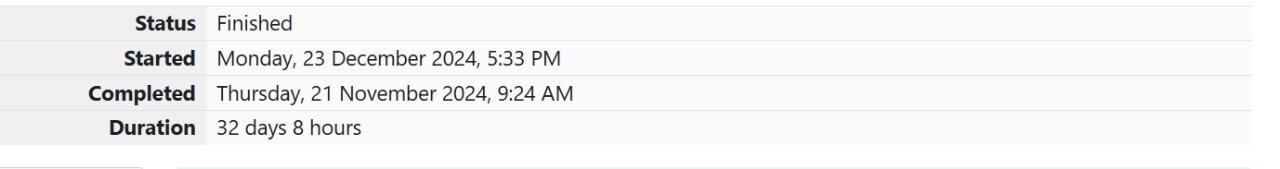 Status Finished
Started Monday, 23 December 2024, 5:33 PM
Completed Thursday, 21 November 2024, 9:24 AM
Duration 32 days 8 hours